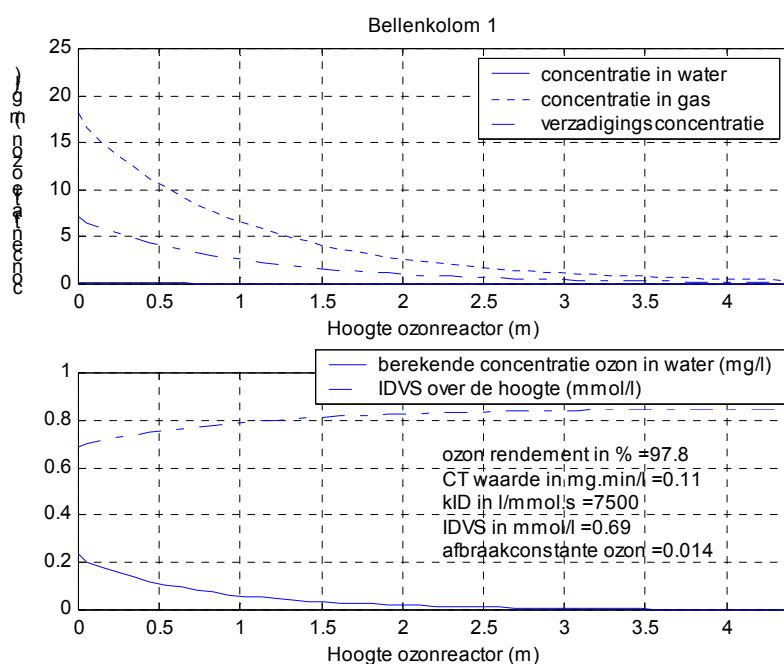 Bellenkolom 1
25
20
15
10
5
0
concentratie in water
concentratie in gas
verzadigingsconcentratie
0 0.5 1 1.5 2 2.5 3 3.5 4
Hoogte ozonreactor (m)
1
0.8
0.6
0.4
0.2
0
berekende concentratie ozon in water (mg/l)
IDVS over de hoogte (mmol/l)
ozon rendement in % =97.8
CT waarde in mg.min/l =0.11
kID in l/mmol.s =7500
IDVS in mmol/l =0.69
afbraakconstante ozon =0.014
0 0.5 1 1.5 2 2.5 3 3.5 4
Hoogte ozonreactor (m)